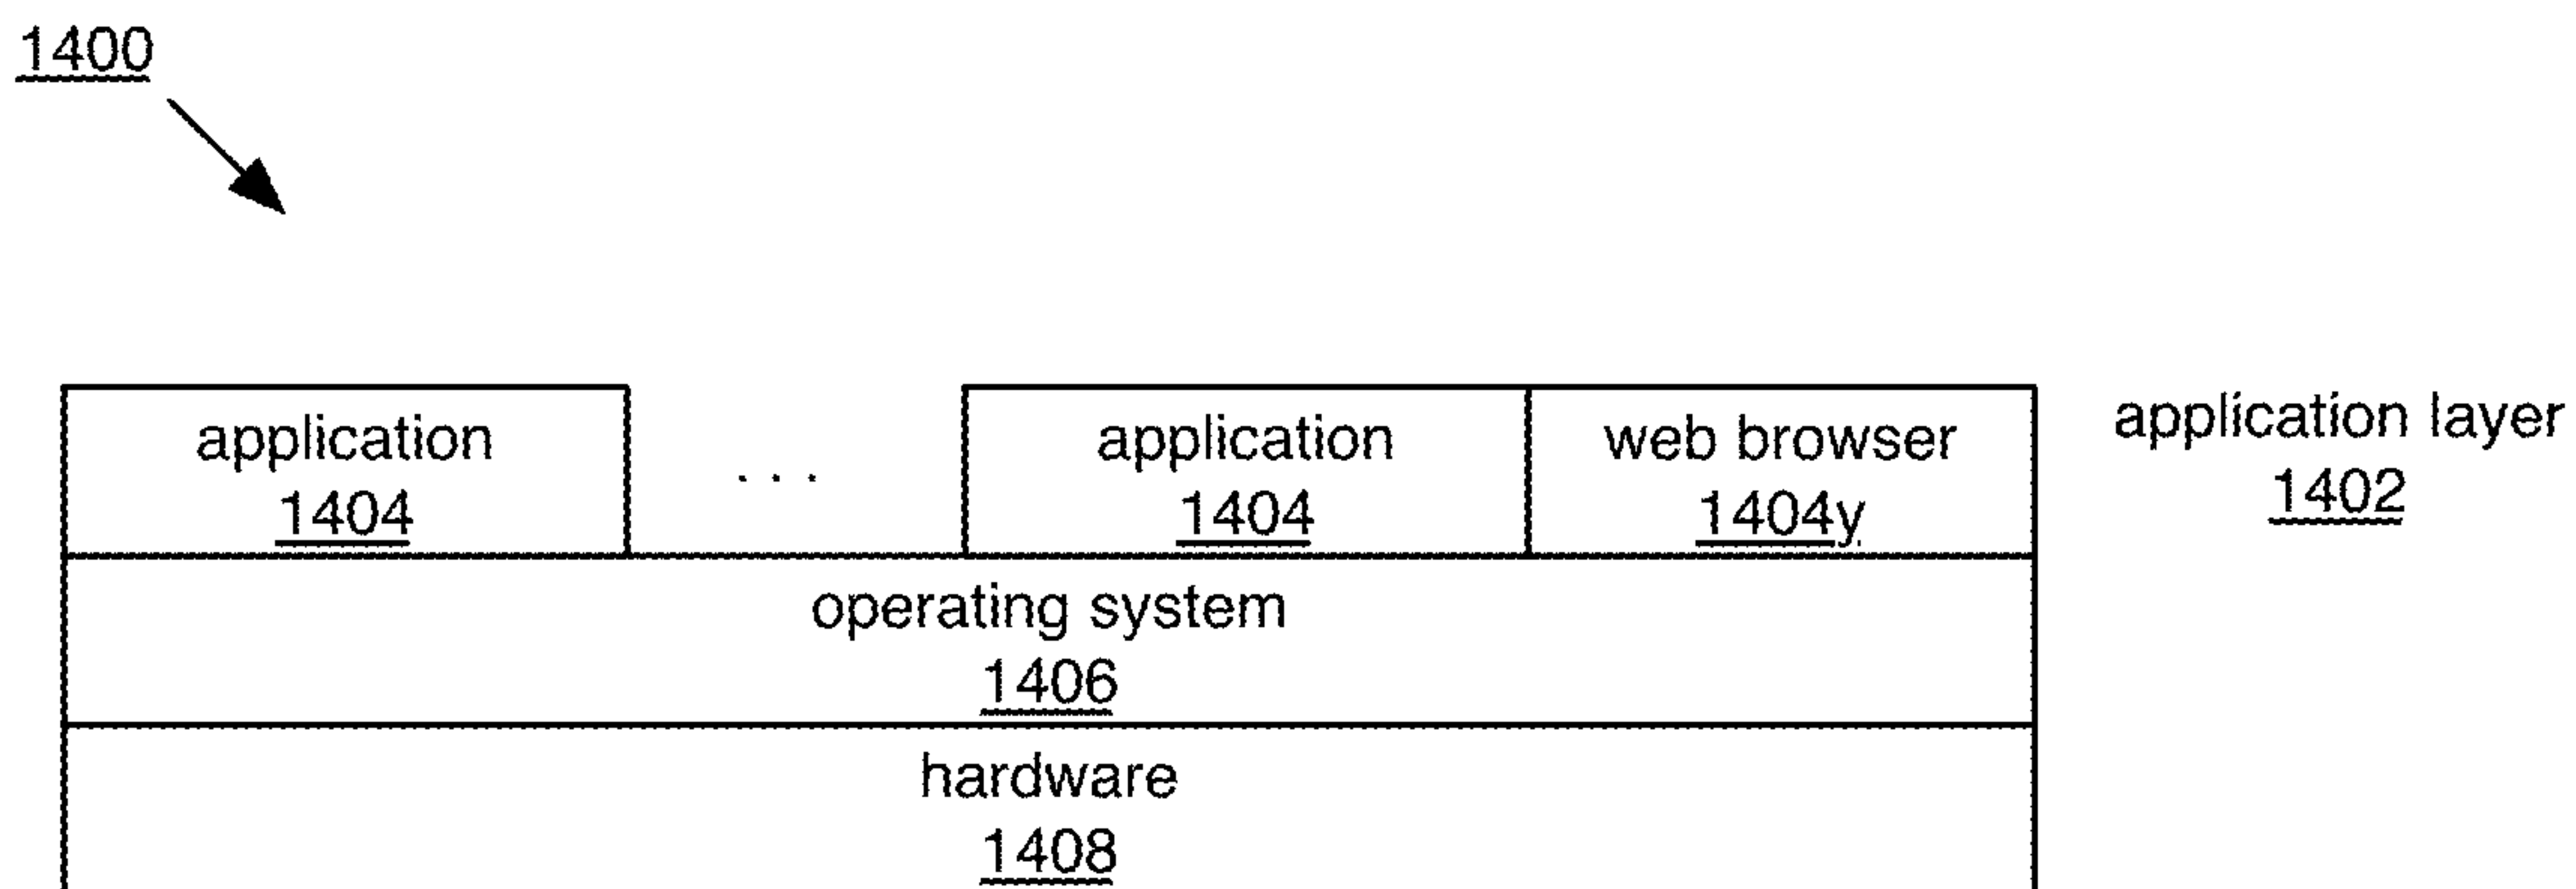 1400
application
1404
. . .
application
1404
web browser
1404y
application layer
1402
operating system
1406
hardware
1408